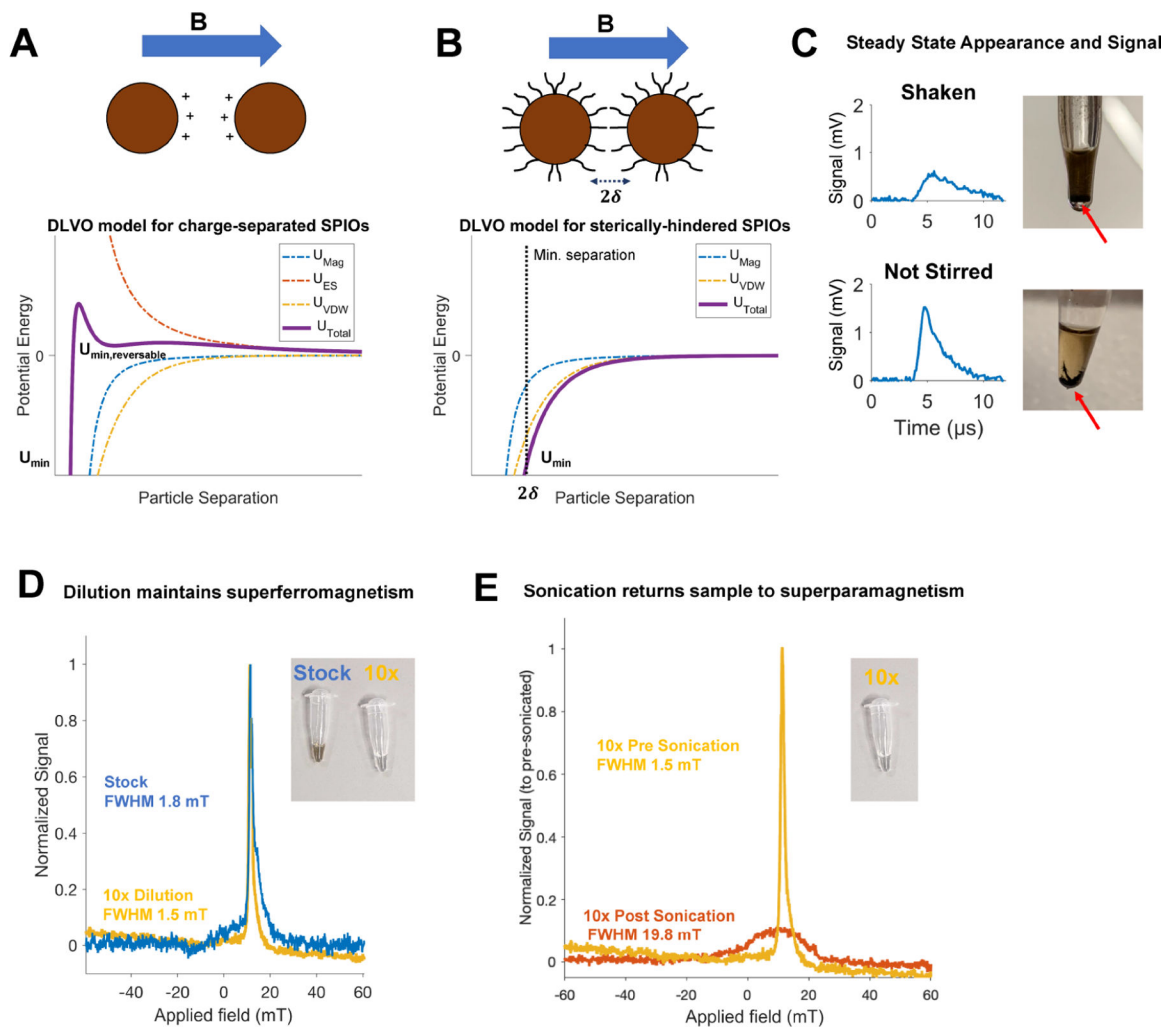 A
B
DLVO model for charge-separated SPIOs
U_Mag
U_ES
U_VDW
U_Total
Potential Energy
0
U_min,reversable
U_min
Particle Separation
B
B
2δ
DLVO model for sterically-hindered SPIOs
Min. separation
U_Mag
U_VDW
U_Total
Potential Energy
0
U_min
2δ
Particle Separation
C
Steady State Appearance and Signal
Shaken
Signal (mV)
2
1
0
0 5 10
Not Stirred
Signal (mV)
2
1
0
0 5 10
Time (µs)
D
Dilution maintains superferromagnetism
Stock 10x
Normalized Signal
1
0.8
0.6
0.4
0.2
0
Stock
FWHM 1.8 mT
10x Dilution
FWHM 1.5 mT
-40 -20 0 20 40 60
Applied field (mT)
E
Sonication returns sample to superparamagnetism
10x
Normalized Signal (to pre-sonicated)
1
0.8
0.6
0.4
0.2
0
10x Pre Sonication
FWHM 1.5 mT
10x Post Sonication
FWHM 19.8 mT
-60 -40 -20 0 20 40 60
Applied field (mT)